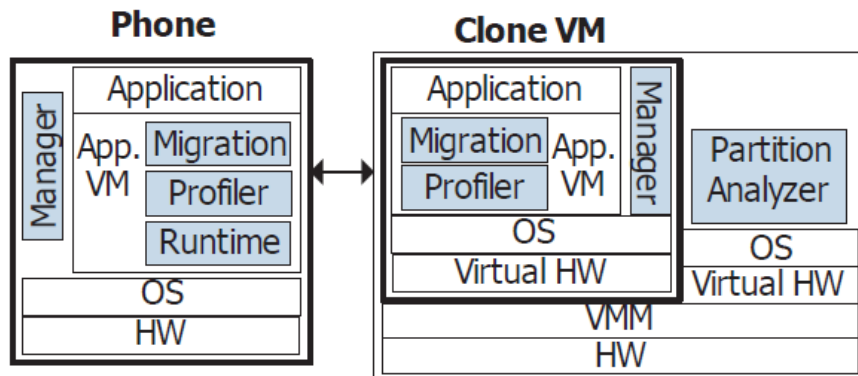 Phone
Application
Manager
App.
VM
Migration
Profiler
Runtime
OS
HW
Clone VM
Application
Migration
Profiler
App.
VM
Manager
OS
Virtual HW
Partition
Analyzer
OS
Virtual HW
VMM
HW